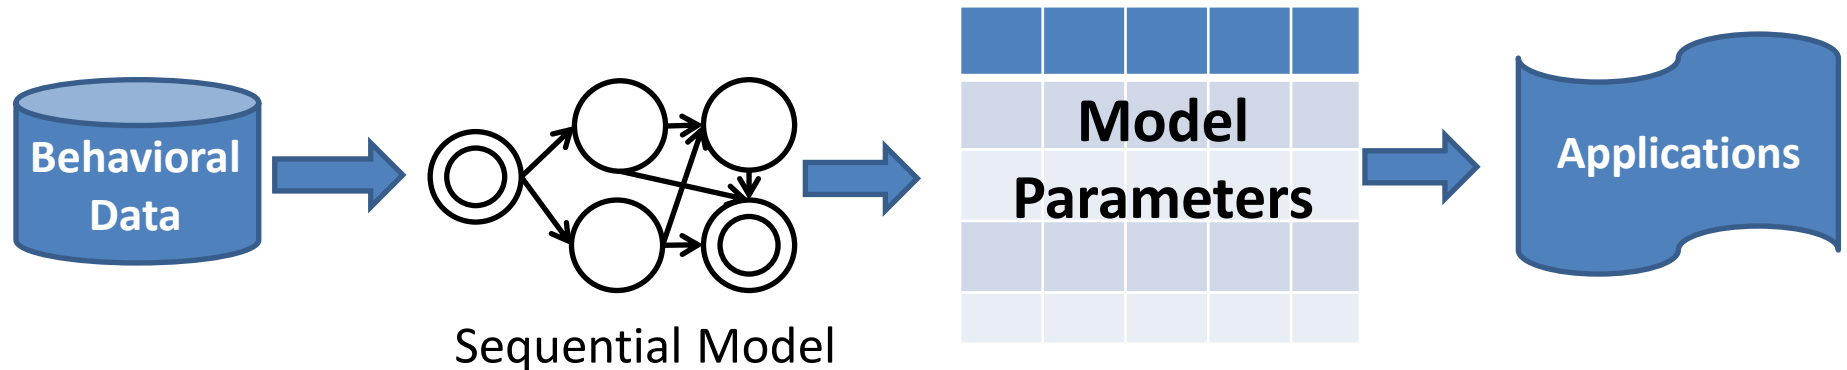 Behavioral
Data
Sequential Model
Model
Parameters
Applications